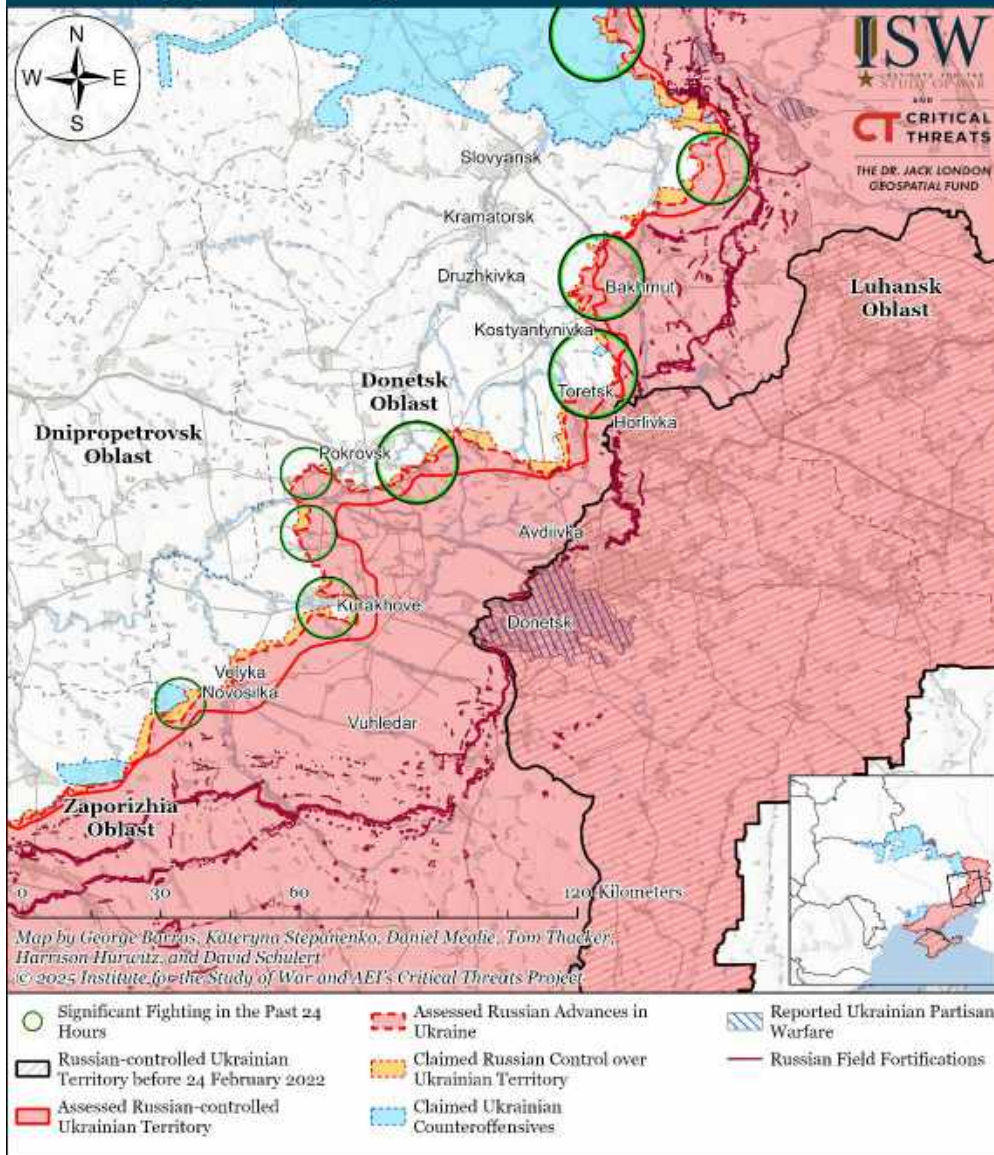 N
W E
S
ISW
INSTITUTE FOR THE
STUDY OF WAR
AND
CT CRITICAL
THREATS
THE DR. JACK LONDON
GEOSPATIAL FUND
Slovyansk
Kramatorsk
Druzhkivka
Bakhmut
Luhansk
Oblast
Kostyantynivka
Donetsk
Oblast
Toretsk
Horlivka
Dnipropetrovsk
Oblast
Pokrovsk
Avdiivka
Kurakhove
Donetsk
Velyka
Novosilka
Vuhledar
Zaporizhia
Oblast
0 30 60 120 Kilometers
Map by George Barros, Kateryna Stepanenko, Daniel Mealie, Tom Thacker,
Harrison Hurwitz, and David Schulert
© 2025 Institute for the Study of War and AEI's Critical Threats Project
Significant Fighting in the Past 24
Hours
Russian-controlled Ukrainian
Territory before 24 February 2022
Assessed Russian-controlled
Ukrainian Territory
Assessed Russian Advances in
Ukraine
Claimed Russian Control over
Ukrainian Territory
Claimed Ukrainian
Counteroffensives
Reported Ukrainian Partisan
Warfare
Russian Field Fortifications